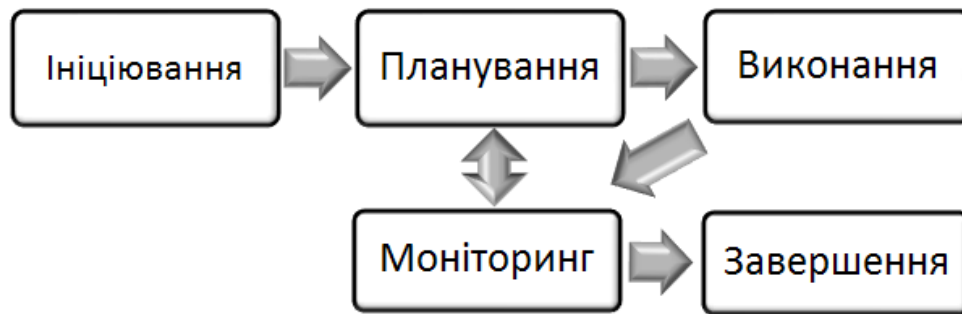 Ініціювання
Планування
Виконання
Моніторинг
Завершення